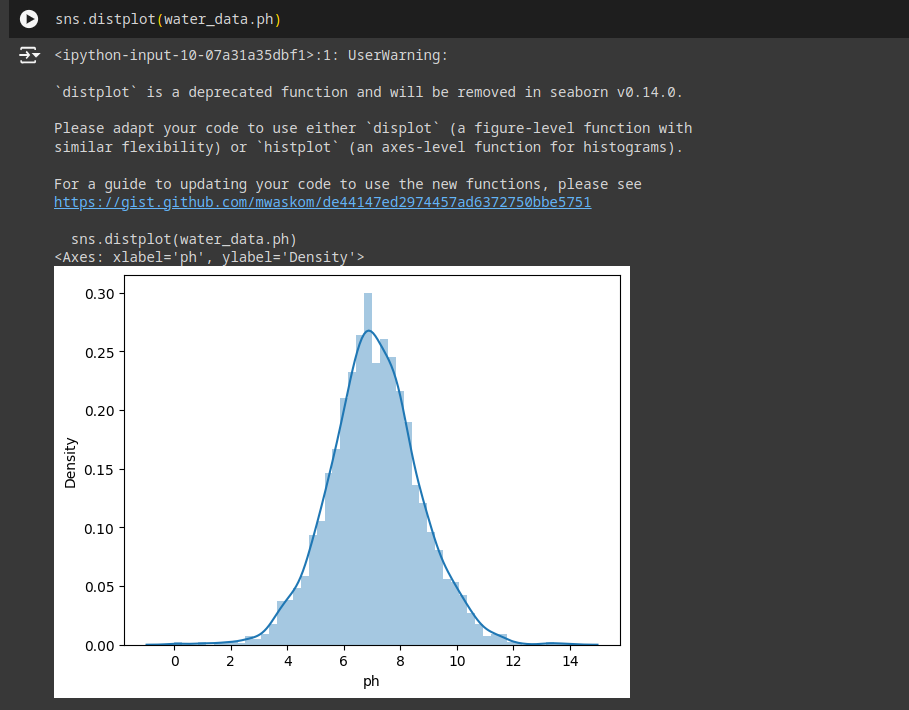 sns.distplot(water_data.ph)
<ipython-input-10-07a31a35dbf1>:1: UserWarning:
`distplot` is a deprecated function and will be removed in seaborn v0.14.0.
Please adapt your code to use either `displot` (a figure-level function with
similar flexibility) or `histplot` (an axes-level function for histograms).
For a guide to updating your code to use the new functions, please see
https://gist.github.com/mwaskom/de44147ed2974457ad6372750bbe5751
sns.distplot(water_data.ph)
<Axes: xlabel='ph', ylabel='Density'>
0.30
0.25
0.20
0.15
0.10
0.05
0.00
Density
0 2 4 6 8 10 12 14
ph